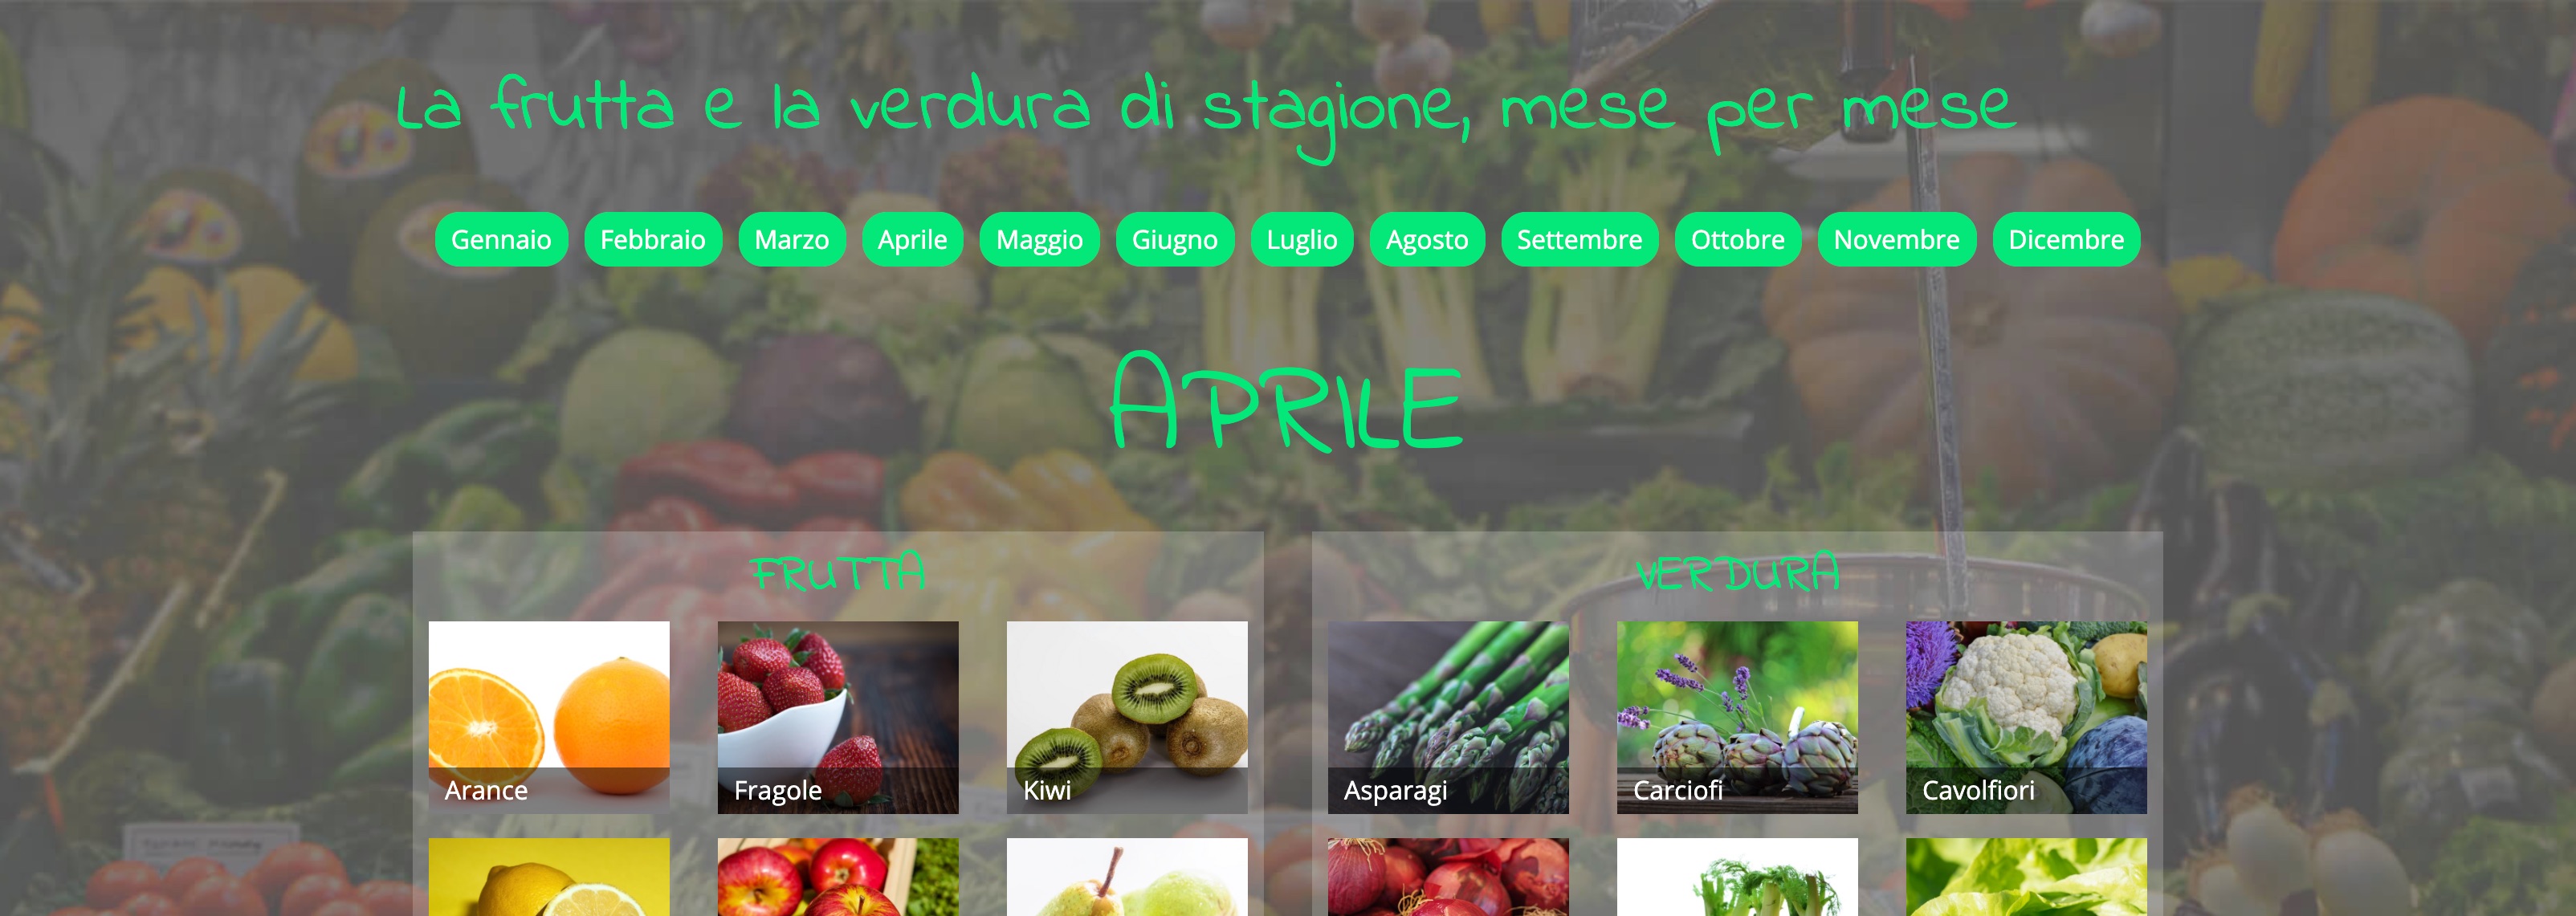 La frutta e la verdura di stagione, mese per mese
Gennaio Febbraio Marzo Aprile Maggio Giugno Luglio Agosto Settembre Ottobre Novembre Dicembre
APRILE
FRUTTA
Arance Fragole Kiwi
VERDURA
Asparagi Carciofi Cavolfiori